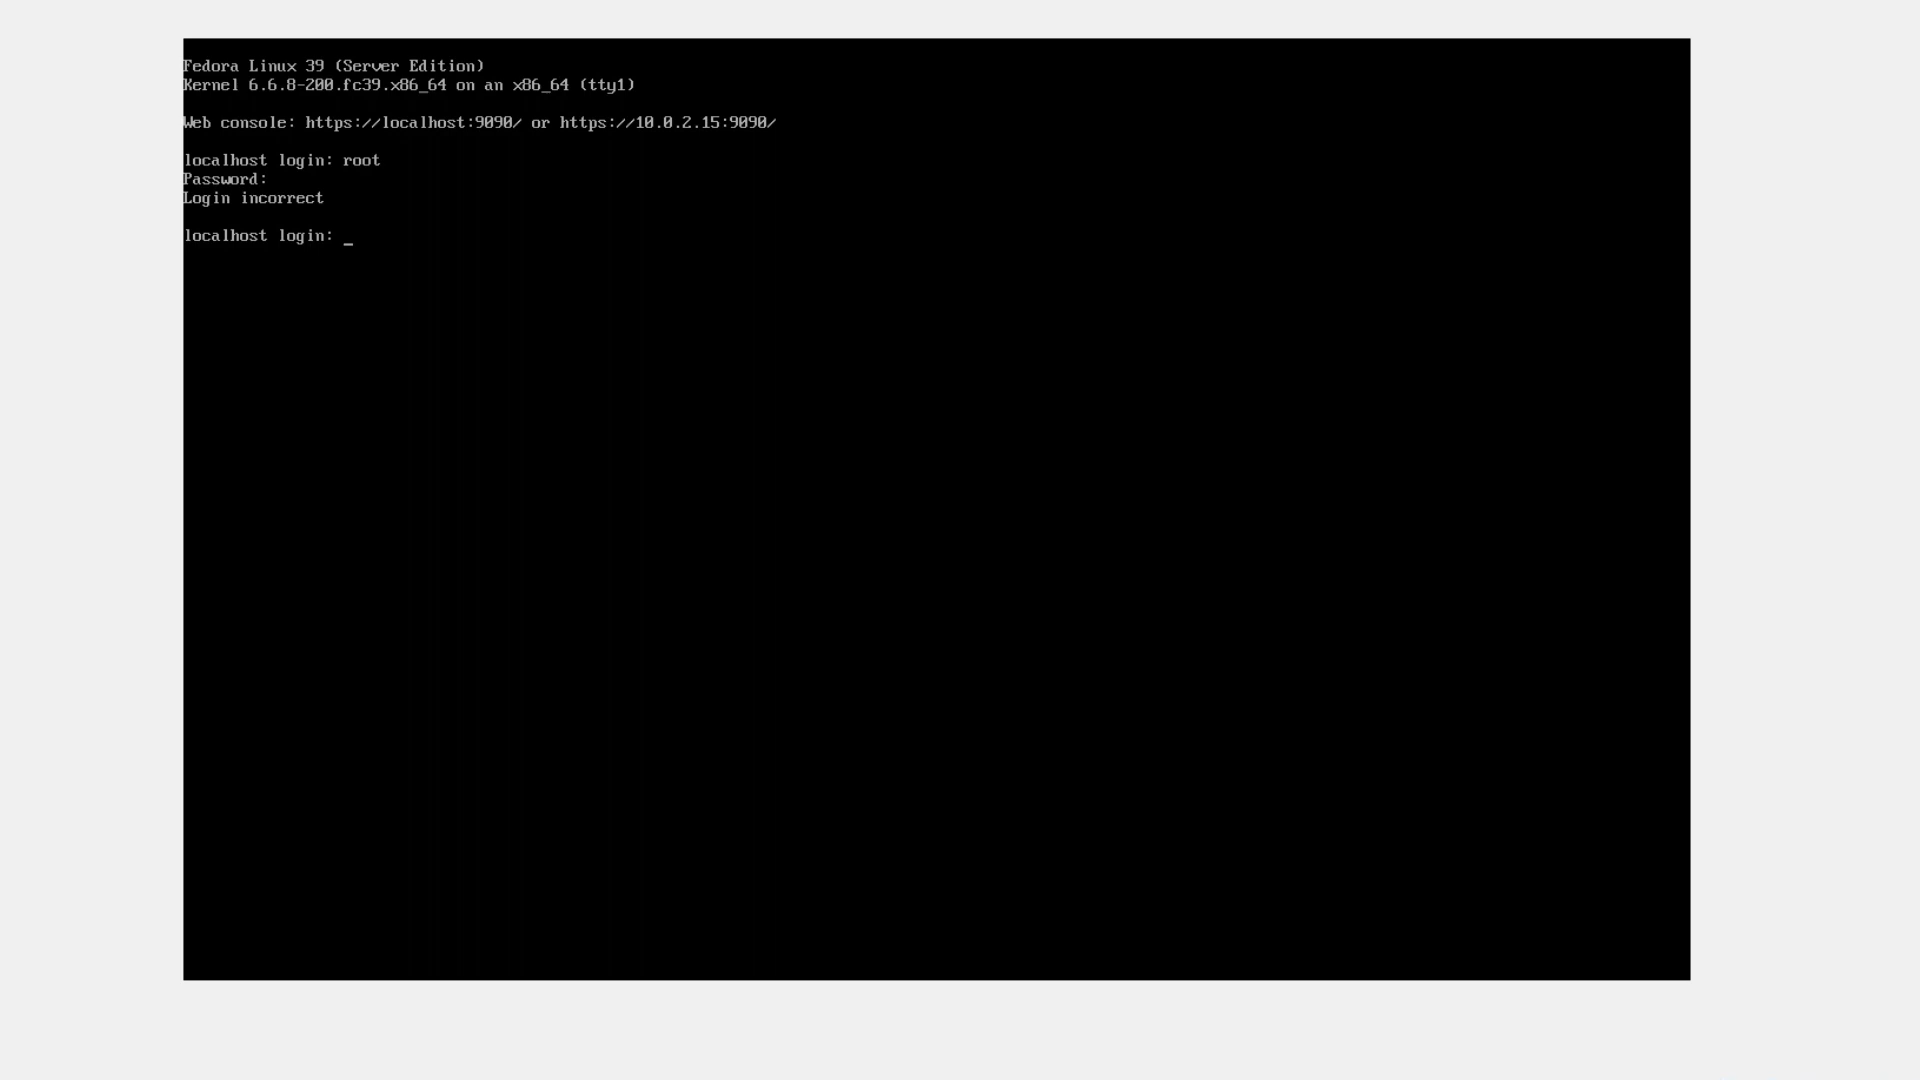 Fedora Linux 39 (Server Edition)
Kernel 6.6.8-200.fc39.x86_64 on an x86_64 (tty1)
Web console: https://localhost:9090/ or https://10.0.2.15:9090/
localhost login: root
Password:
Login incorrect
localhost login: _